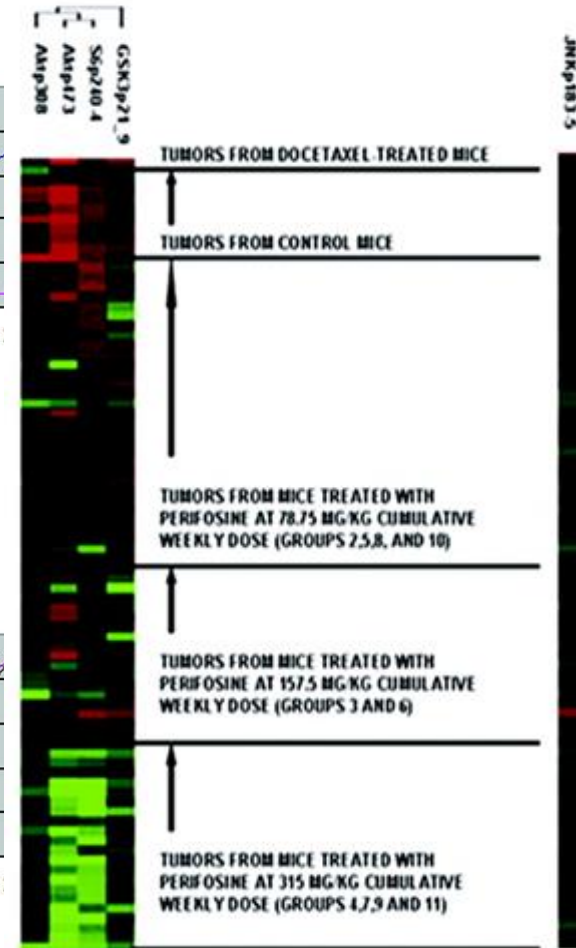 Aktp308
Aktp473
S6p240.4
GSK3p21_9
JNKp183-5
TUMORS FROM DOCETAXEL-TREATED MICE
TUMORS FROM CONTROL MICE
TUMORS FROM MICE TREATED WITH
PERIFOSINE AT 78.75 MG/KG CUMULATIVE
WEEKLY DOSE (GROUPS 2,5,8, AND 10)
TUMORS FROM MICE TREATED WITH
PERIFOSINE AT 157.5 MG/KG CUMULATIVE
WEEKLY DOSE (GROUPS 3 AND 6)
TUMORS FROM MICE TREATED WITH
PERIFOSINE AT 315 MG/KG CUMULATIVE
WEEKLY DOSE (GROUPS 4,7,9 AND 11)